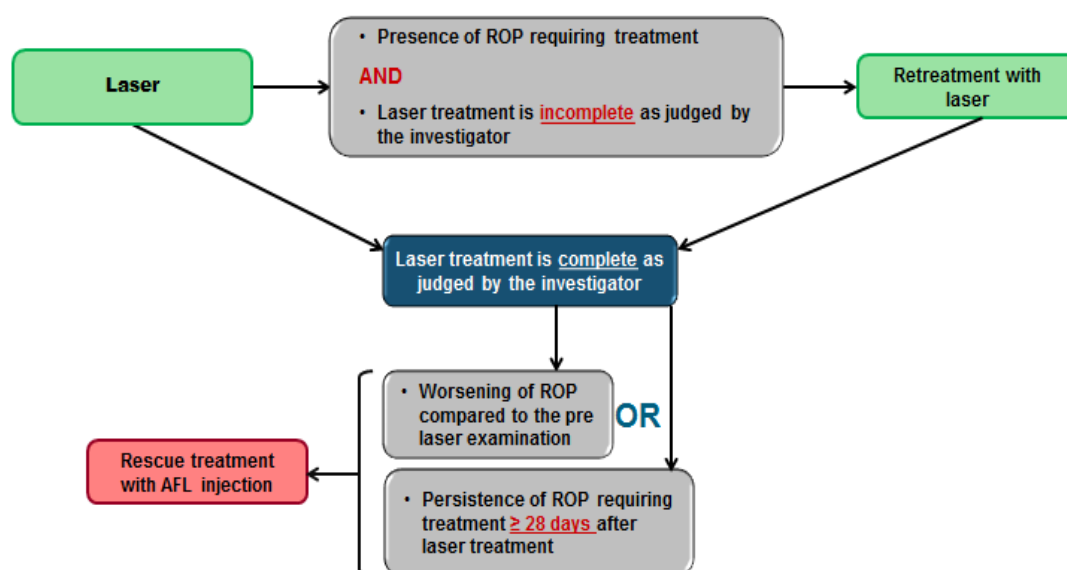 Laser
• Presence of ROP requiring treatment
AND
• Laser treatment is incomplete as judged by
the investigator
Retreatment with
laser
Laser treatment is complete as
judged by the investigator
• Worsening of ROP
compared to the pre
laser examination
OR
Rescue treatment
with AFL injection
• Persistence of ROP requiring
treatment ≥ 28 days after
laser treatment